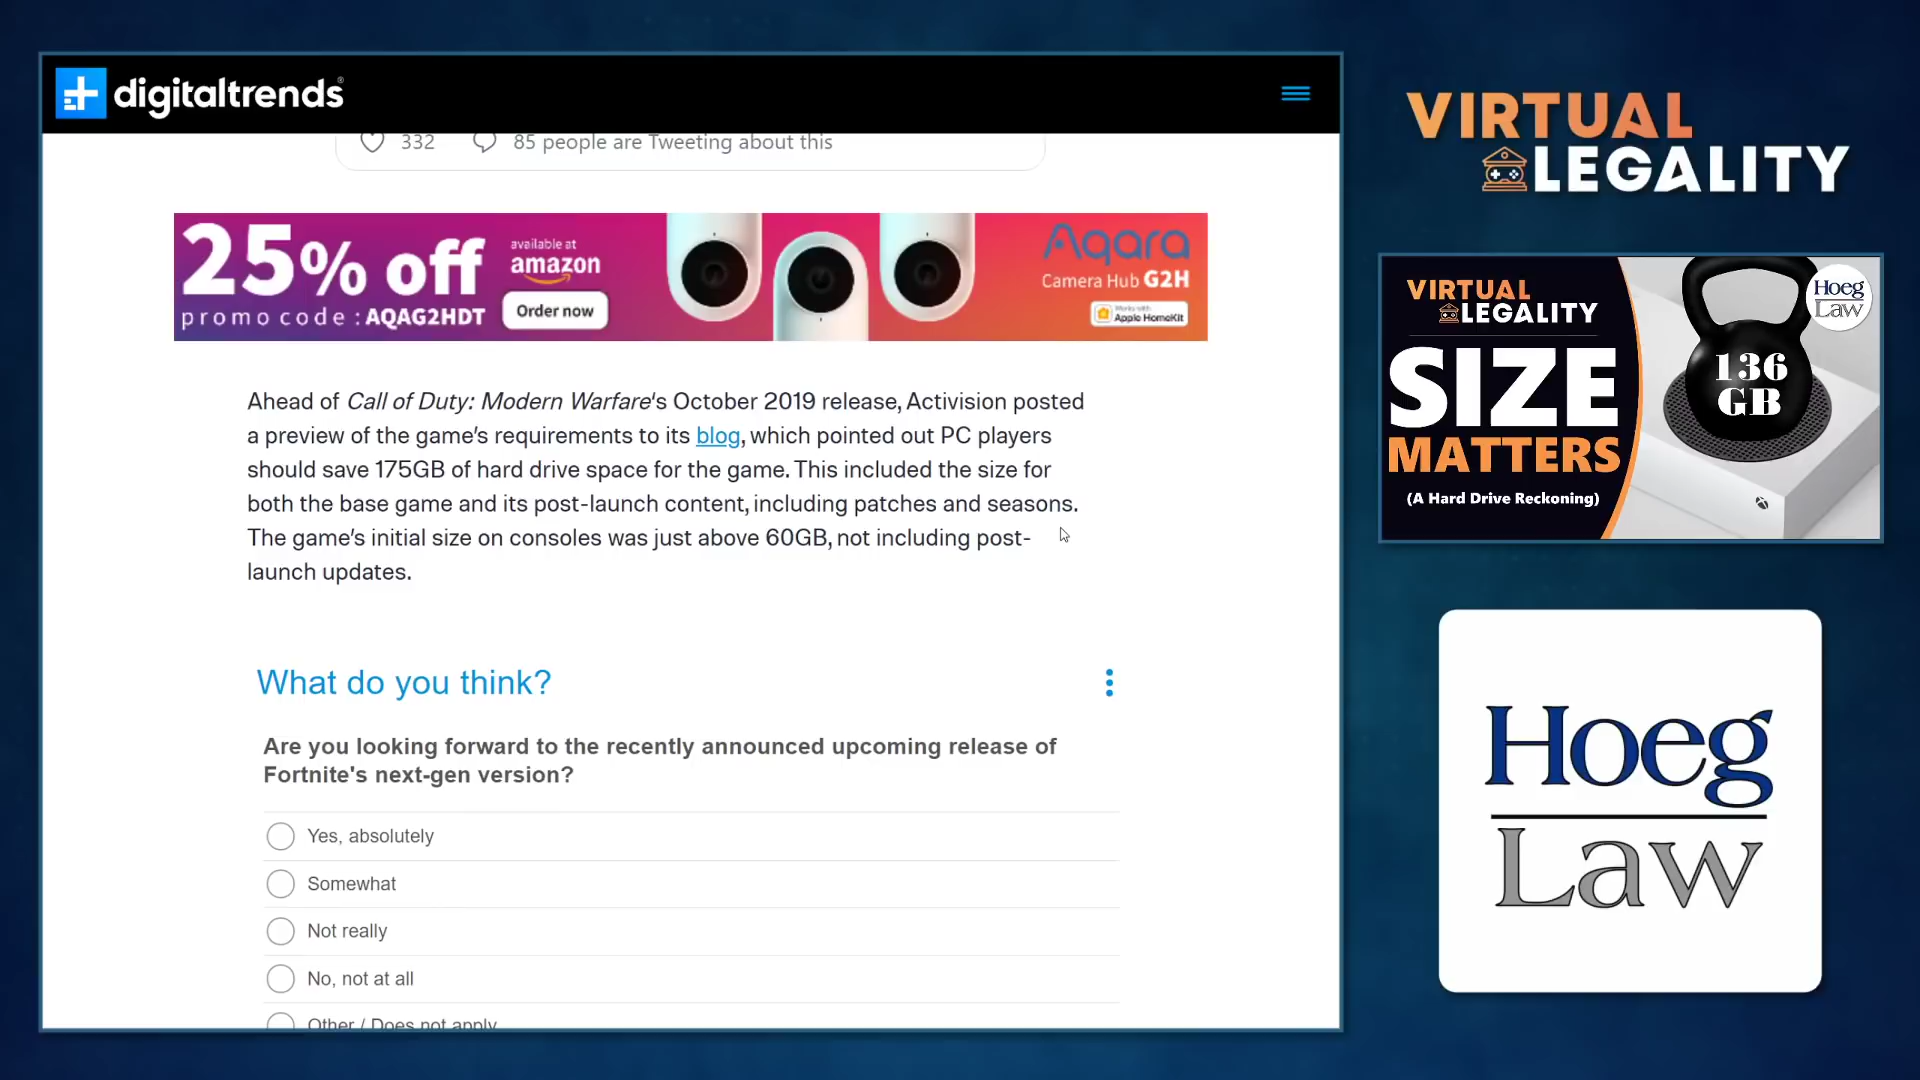 digitaltrends
332 85 people are Tweeting about this
25% off
promo code : AQAG2HDT
available at
amazon
Order now
Aqara
Camera Hub G2H
Works with
Apple HomeKit
Ahead of Call of Duty: Modern Warfare's October 2019 release, Activision posted
a preview of the game's requirements to its blog, which pointed out PC players
should save 175GB of hard drive space for the game. This included the size for
both the base game and its post-launch content, including patches and seasons.
The game's initial size on consoles was just above 60GB, not including post-
launch updates.
What do you think?
Are you looking forward to the recently announced upcoming release of
Fortnite's next-gen version?
Yes, absolutely
Somewhat
Not really
No, not at all
Other / Does not apply
VIRTUAL
LEGALITY
VIRTUAL
LEGALITY
SIZE
MATTERS
(A Hard Drive Reckoning)
136
GB
Hoeg
Law
Hoeg
Law